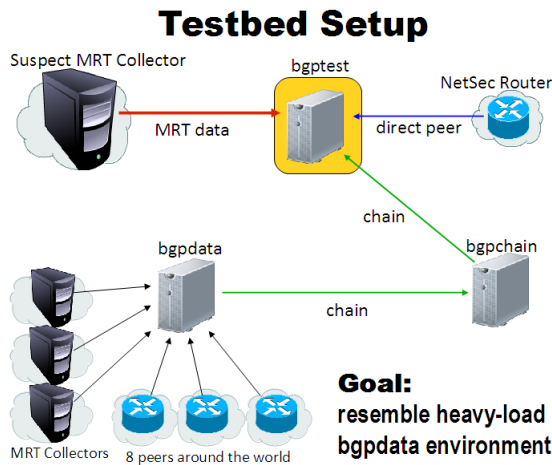 Testbed Setup
Suspect MRT Collector
bgptest
NetSec Router
MRT data
direct peer
chain
bgpdata
bgpchain
chain
Goal:
resemble heavy-load
bgpdata environment
MRT Collectors
8 peers around the world